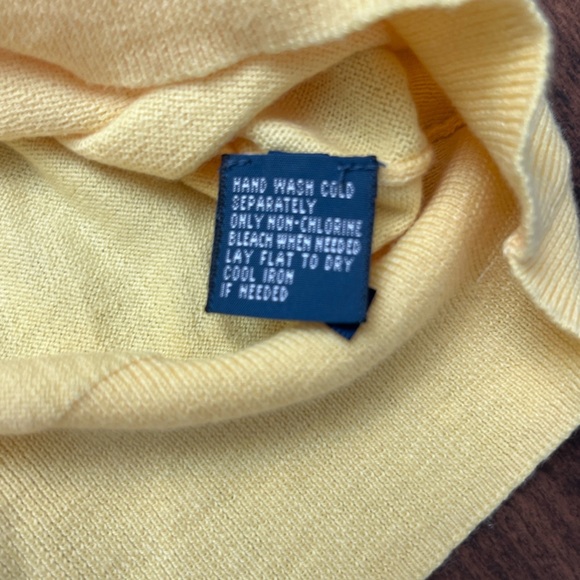 HAND WASH COLD
SEPARATELY
ONLY NON-CHLORINE
BLEACH WHEN NEEDED
LAY FLAT TO DRY
COOL IRON
IF NEEDED